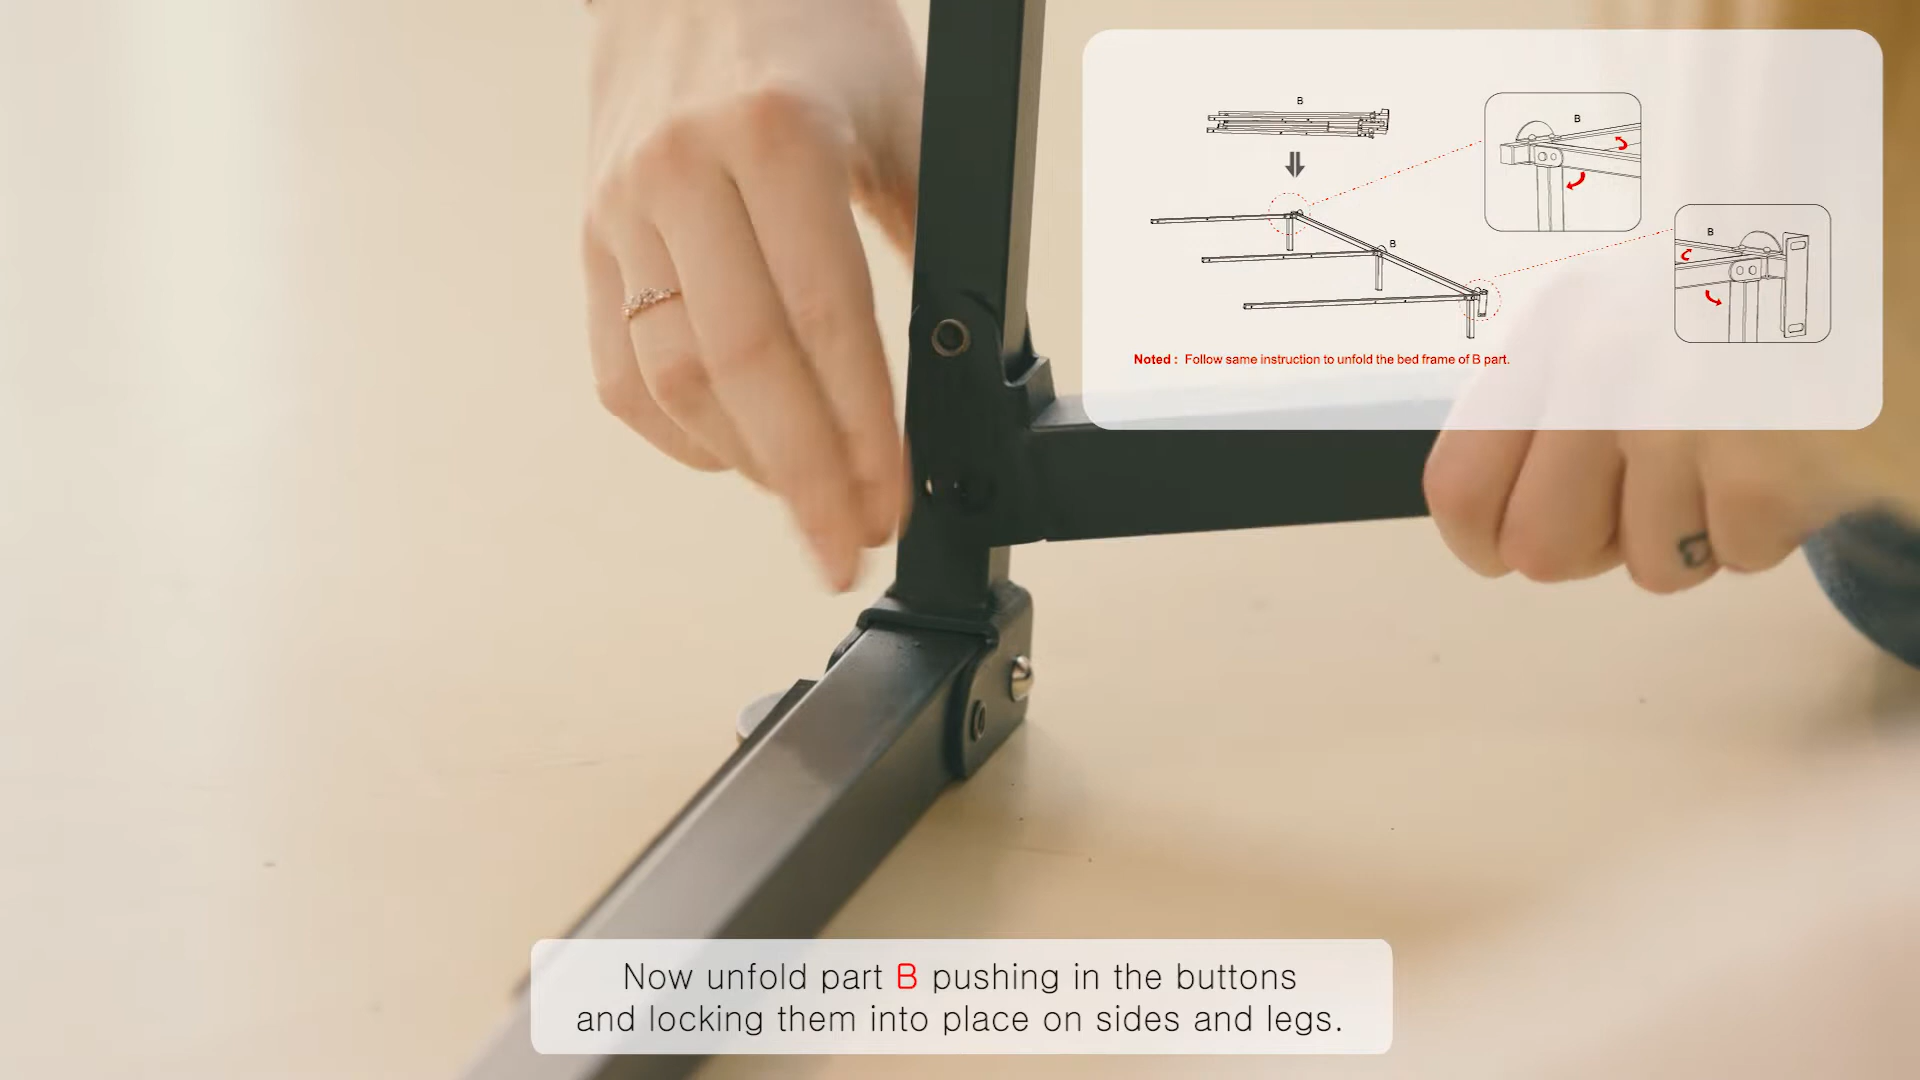 B
B
B
B
Noted : Follow same instruction to unfold the bed frame of B part.
Now unfold part B pushing in the buttons
and locking them into place on sides and legs.